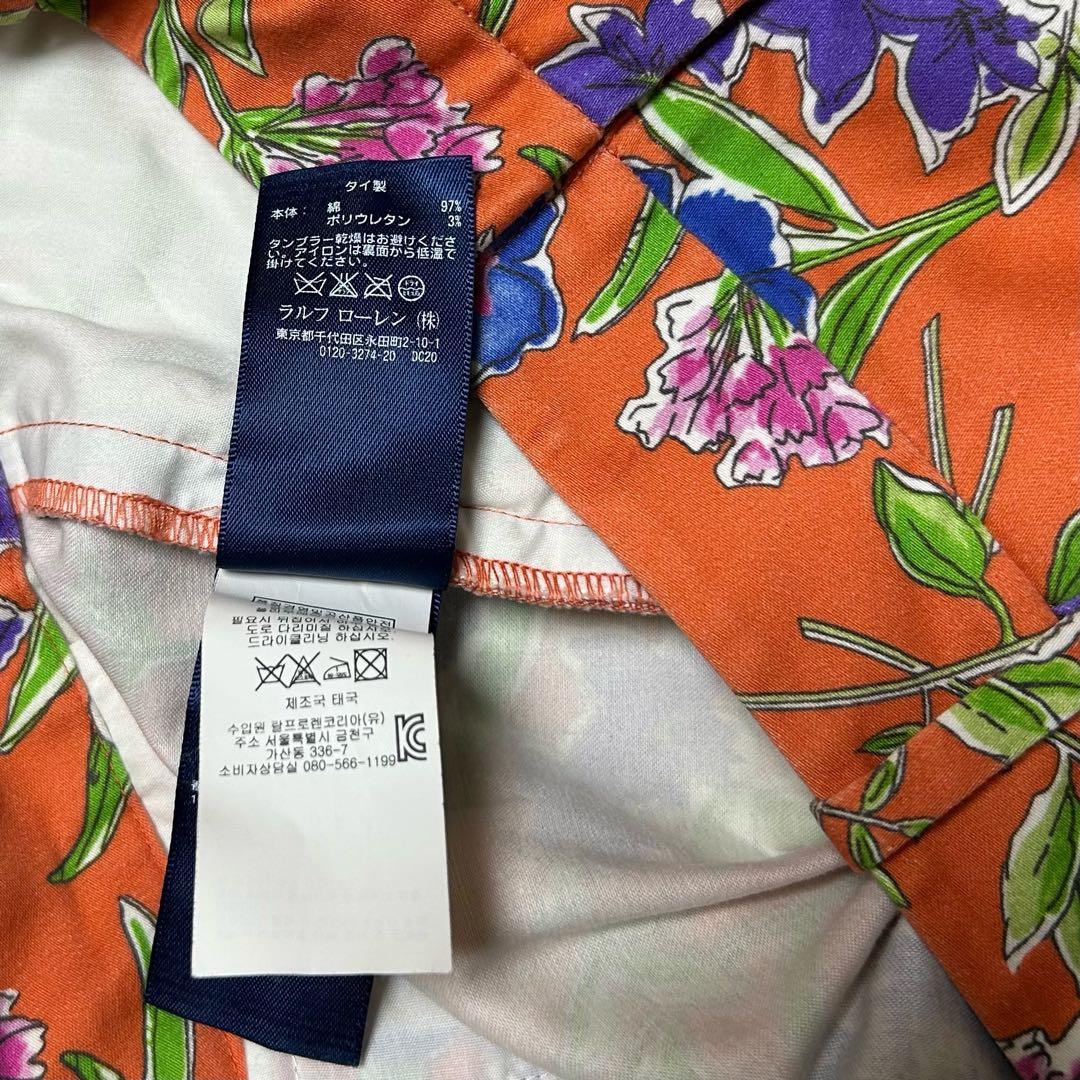 タイ製
本体： 綿 97%
ポリウレタン 3%
タンブラー乾燥はお避けくださ
い。アイロンは裏面から低温で
掛けてください。
ドライ
ラルフ ローレン (株)
東京都千代田区永田町2-10-1
0120-3274-20 DC20
필요시
도로 다리미질 하십시오
드라이클리닝 하십시오.
제조국 태국
수입원 랄프로렌코리아(유)
주소 서울특별시 금천구
가산동 336-7
소비자상담실 080-566-1199